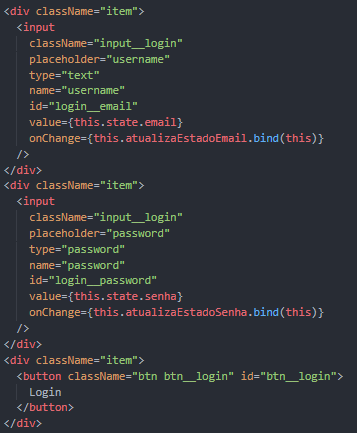 <div className="item">
<input
className="input__login"
placeholder="username"
type="text"
name="username"
id="login__email"
value={this.state.email}
onChange={this.atualizaEstadoEmail.bind(this)}
/>
</div>
<div className="item">
<input
className="input__login"
placeholder="password"
type="password"
name="password"
id="login__password"
value={this.state.senha}
onChange={this.atualizaEstadoSenha.bind(this)}
/>
</div>
<div className="item">
<button className="btn btn__login" id="btn__login">
Login
</button>
</div>